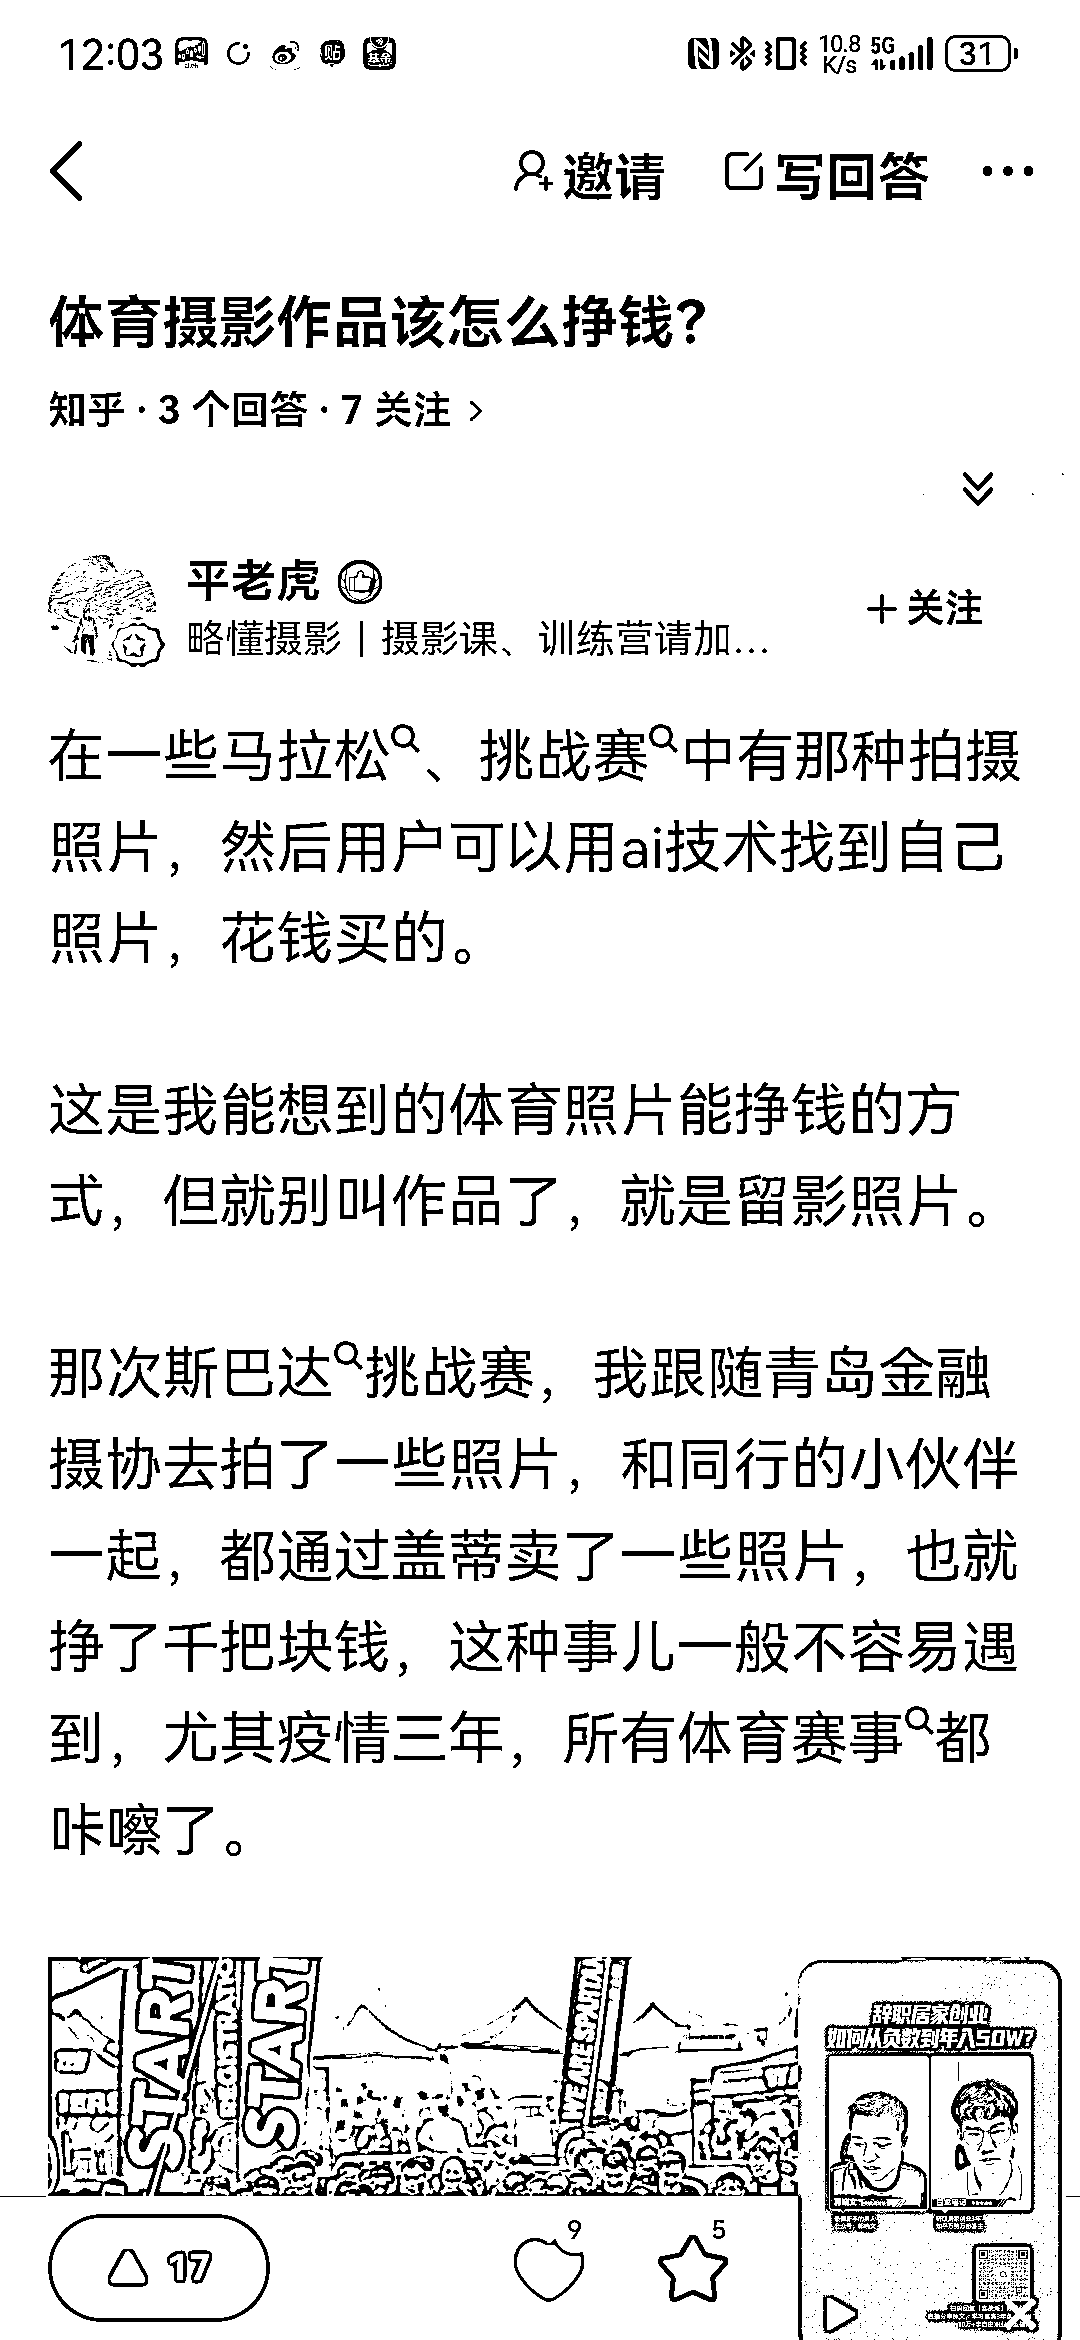 12:03
10.8 K/s 5G 31
邀请 写回答
体育摄影作品该怎么挣钱?
知乎 · 3 个回答 · 7 关注 >
平老虎
+ 关注
略懂摄影 | 摄影课、训练营请加...
在一些马拉松、挑战赛中有那种拍摄
照片，然后用户可以用ai技术找到自己
照片，花钱买的。
这是我能想到的体育照片能挣钱的方
式，但就别叫作品了，就是留影照片。
那次斯巴达挑战赛，我跟随青岛金融
摄协去拍了一些照片，和同行的小伙伴
一起，都通过盖蒂卖了一些照片，也就
挣了千把块钱，这种事儿一般不容易遇
到，尤其疫情三年，所有体育赛事都
咔嚓了。
START
REGISTRATION
START
WE ARE SPARTAN
辞职居家创业
如何从负数到年入50W?
17
9
5